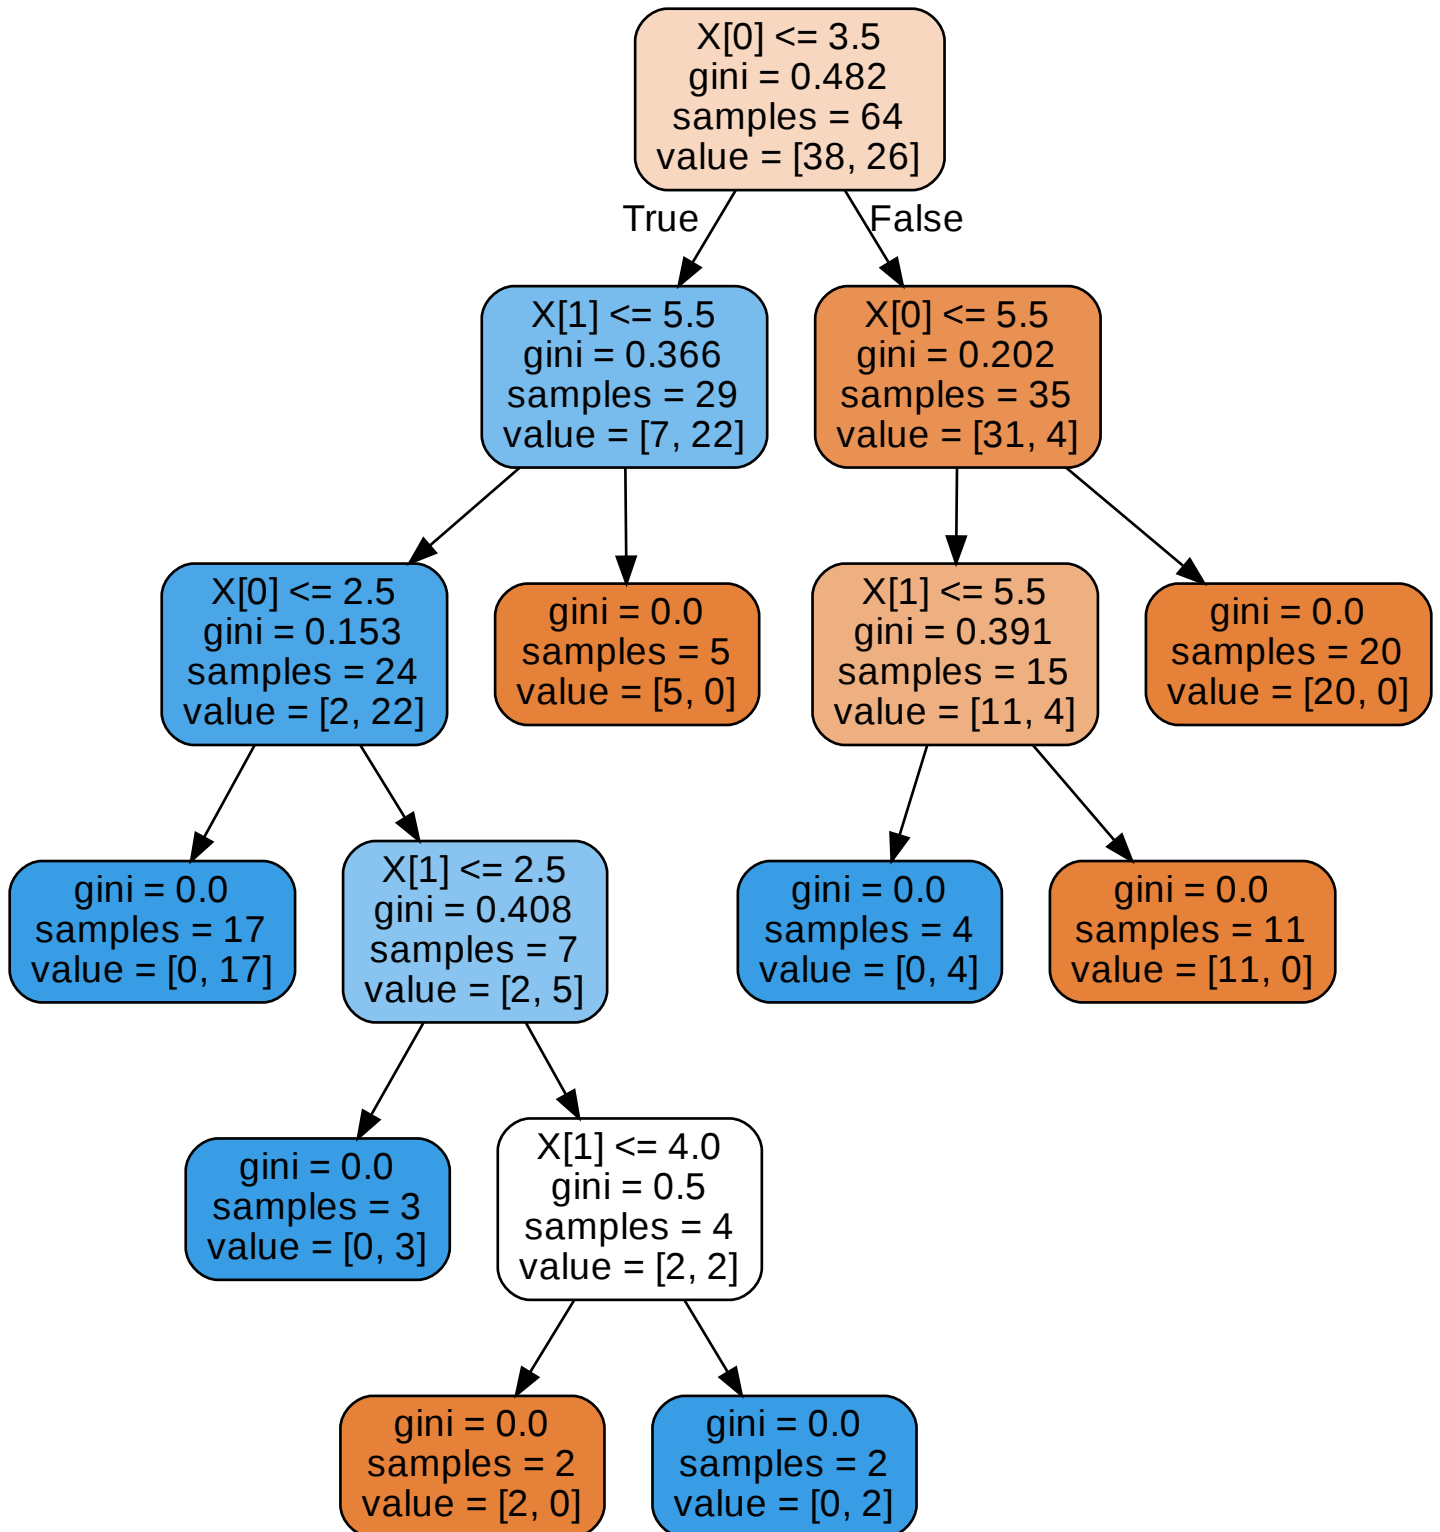 X[0] <= 3.5
gini = 0.482
samples = 64
value = [38, 26]
True
False
X[1] <= 5.5
gini = 0.366
samples = 29
value = [7, 22]
X[0] <= 5.5
gini = 0.202
samples = 35
value = [31, 4]
X[0] <= 2.5
gini = 0.153
samples = 24
value = [2, 22]
gini = 0.0
samples = 5
value = [5, 0]
X[1] <= 5.5
gini = 0.391
samples = 15
value = [11, 4]
gini = 0.0
samples = 20
value = [20, 0]
gini = 0.0
samples = 17
value = [0, 17]
X[1] <= 2.5
gini = 0.408
samples = 7
value = [2, 5]
gini = 0.0
samples = 4
value = [0, 4]
gini = 0.0
samples = 11
value = [11, 0]
gini = 0.0
samples = 3
value = [0, 3]
X[1] <= 4.0
gini = 0.5
samples = 4
value = [2, 2]
gini = 0.0
samples = 2
value = [2, 0]
gini = 0.0
samples = 2
value = [0, 2]